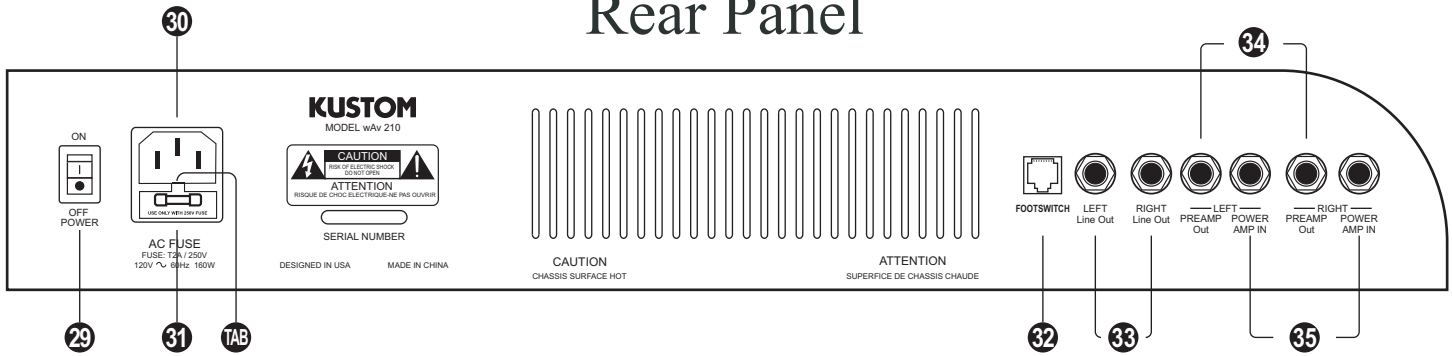 Rear Panel
30
34
KUSTOM
MODEL wAv 210
ON
CAUTION
RISK OF ELECTRIC SHOCK
DO NOT OPEN
ATTENTION
RISQUE DE CHOC ELECTRIQUE-NE PAS OUVRIR
OFF
POWER
USE ONLY WITH 250V FUSE
SERIAL NUMBER
AC FUSE
FUSE: T2A / 250V
120V ~ 60Hz 160W
DESIGNED IN USA
MADE IN CHINA
CAUTION
CHASSIS SURFACE HOT
ATTENTION
SUPERFICE DE CHASSIS CHAUDE
FOOTSWITCH
LEFT
Line Out
RIGHT
Line Out
LEFT
PREAMP
Out
POWER
AMP IN
RIGHT
PREAMP
Out
POWER
AMP IN
29
31
TAB
32
33
35